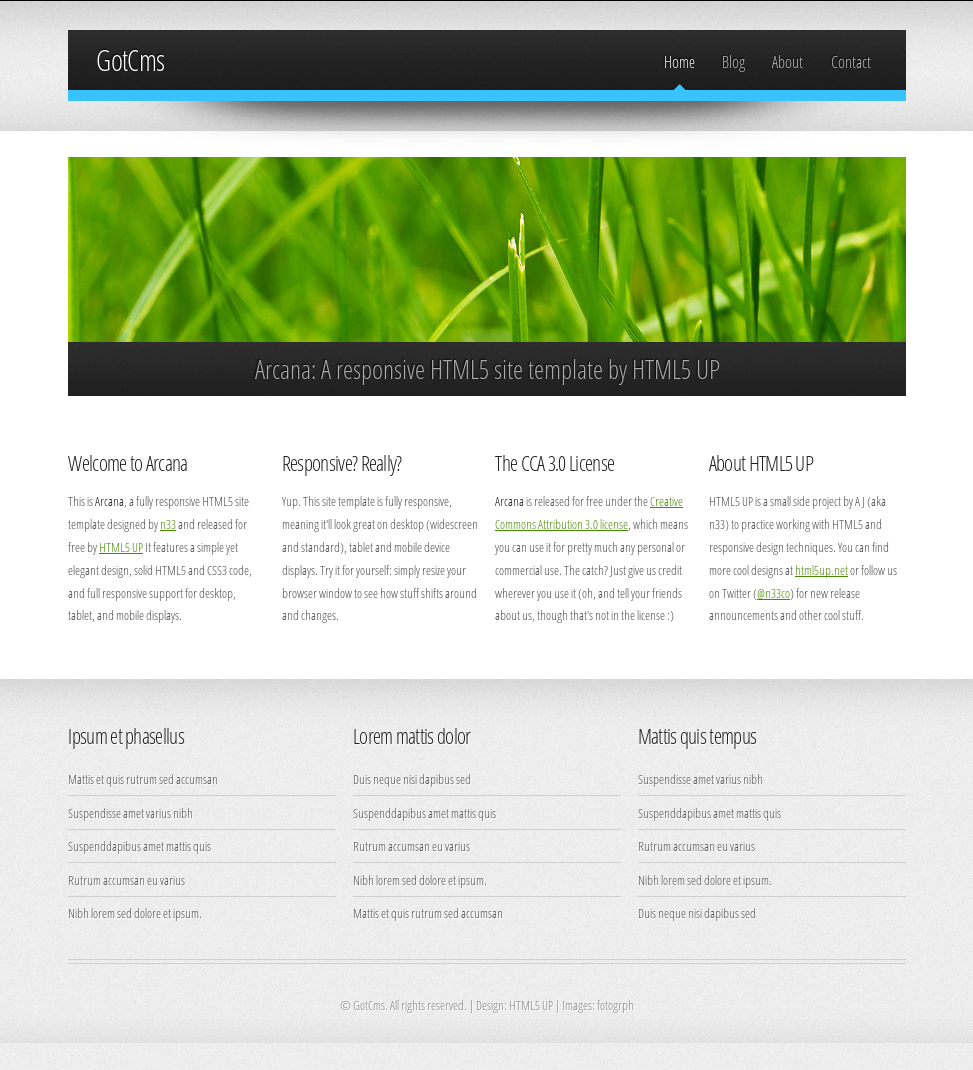 GotCms
Home Blog About Contact
Arcana: A responsive HTML5 site template by HTML5 UP
Welcome to Arcana
This is Arcana, a fully responsive HTML5 site
template designed by n33 and released for
free by HTML5 UP It features a simple yet
elegant design, solid HTML5 and CSS3 code,
and full responsive support for desktop,
tablet, and mobile displays.
Responsive? Really?
Yup. This site template is fully responsive,
meaning it'll look great on desktop (widescreen
and standard), tablet and mobile device
displays. Try it for yourself: simply resize your
browser window to see how stuff shifts around
and changes.
The CCA 3.0 License
Arcana is released for free under the Creative
Commons Attribution 3.0 license, which means
you can use it for pretty much any personal or
commercial use. The catch? Just give us credit
wherever you use it (oh, and tell your friends
about us, though that's not in the license :)
About HTML5 UP
HTML5 UP is a small side project by AJ (aka
n33) to practice working with HTML5 and
responsive design techniques. You can find
more cool designs at html5up.net or follow us
on Twitter (@n33co) for new release
announcements and other cool stuff.
Ipsum et phasellus
Mattis et quis rutrum sed accumsan
Suspendisse amet varius nibh
Suspenddapibus amet mattis quis
Rutrum accumsan eu varius
Nibh lorem sed dolore et ipsum.
Lorem mattis dolor
Duis neque nisi dapibus sed
Suspenddapibus amet mattis quis
Rutrum accumsan eu varius
Nibh lorem sed dolore et ipsum.
Mattis et quis rutrum sed accumsan
Mattis quis tempus
Suspendisse amet varius nibh
Suspenddapibus amet mattis quis
Rutrum accumsan eu varius
Nibh lorem sed dolore et ipsum.
Duis neque nisi dapibus sed
© GotCms. All rights reserved. | Design: HTML5 UP | Images: fotogrph